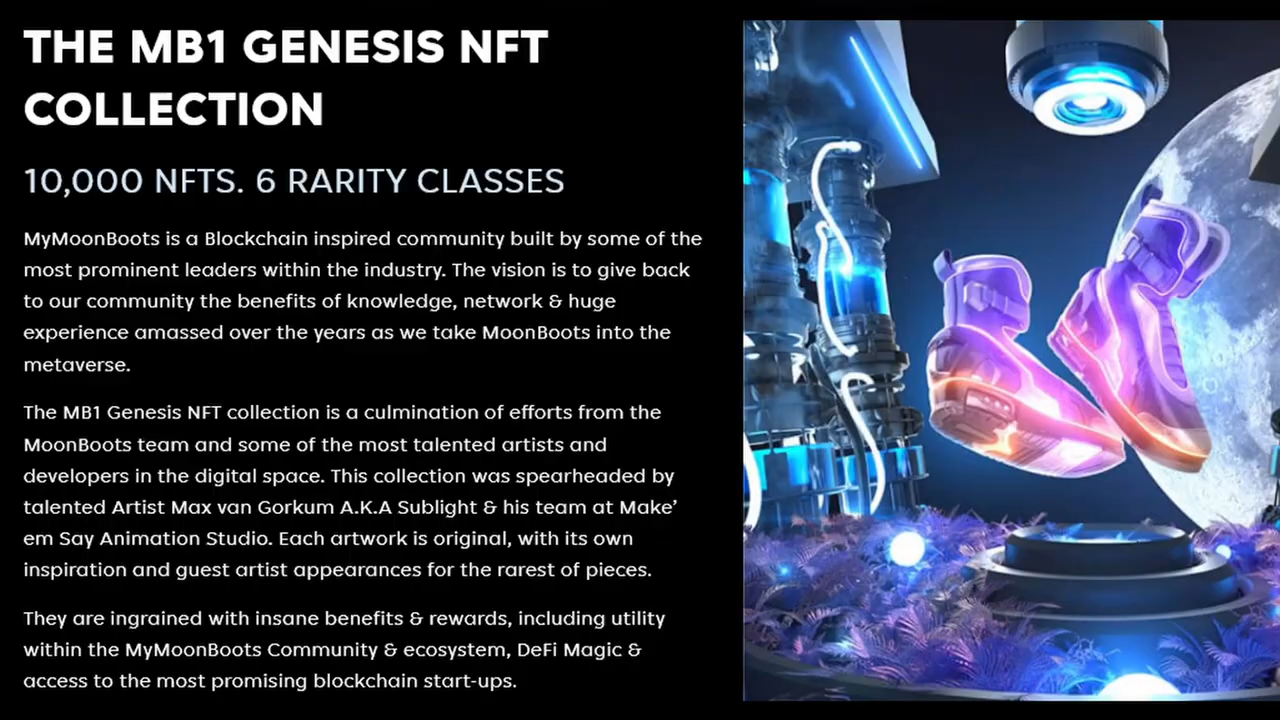 THE MB1 GENESIS NFT
COLLECTION
10,000 NFTS. 6 RARITY CLASSES
MyMoonBoots is a Blockchain inspired community built by some of the
most prominent leaders within the industry. The vision is to give back
to our community the benefits of knowledge, network & huge
experience amassed over the years as we take MoonBoots into the
metaverse.
The MB1 Genesis NFT collection is a culmination of efforts from the
MoonBoots team and some of the most talented artists and
developers in the digital space. This collection was spearheaded by
talented Artist Max van Gorkum A.K.A Sublight & his team at Make’
em Say Animation Studio. Each artwork is original, with its own
inspiration and guest artist appearances for the rarest of pieces.
They are ingrained with insane benefits & rewards, including utility
within the MyMoonBoots Community & ecosystem, DeFi Magic &
access to the most promising blockchain start-ups.